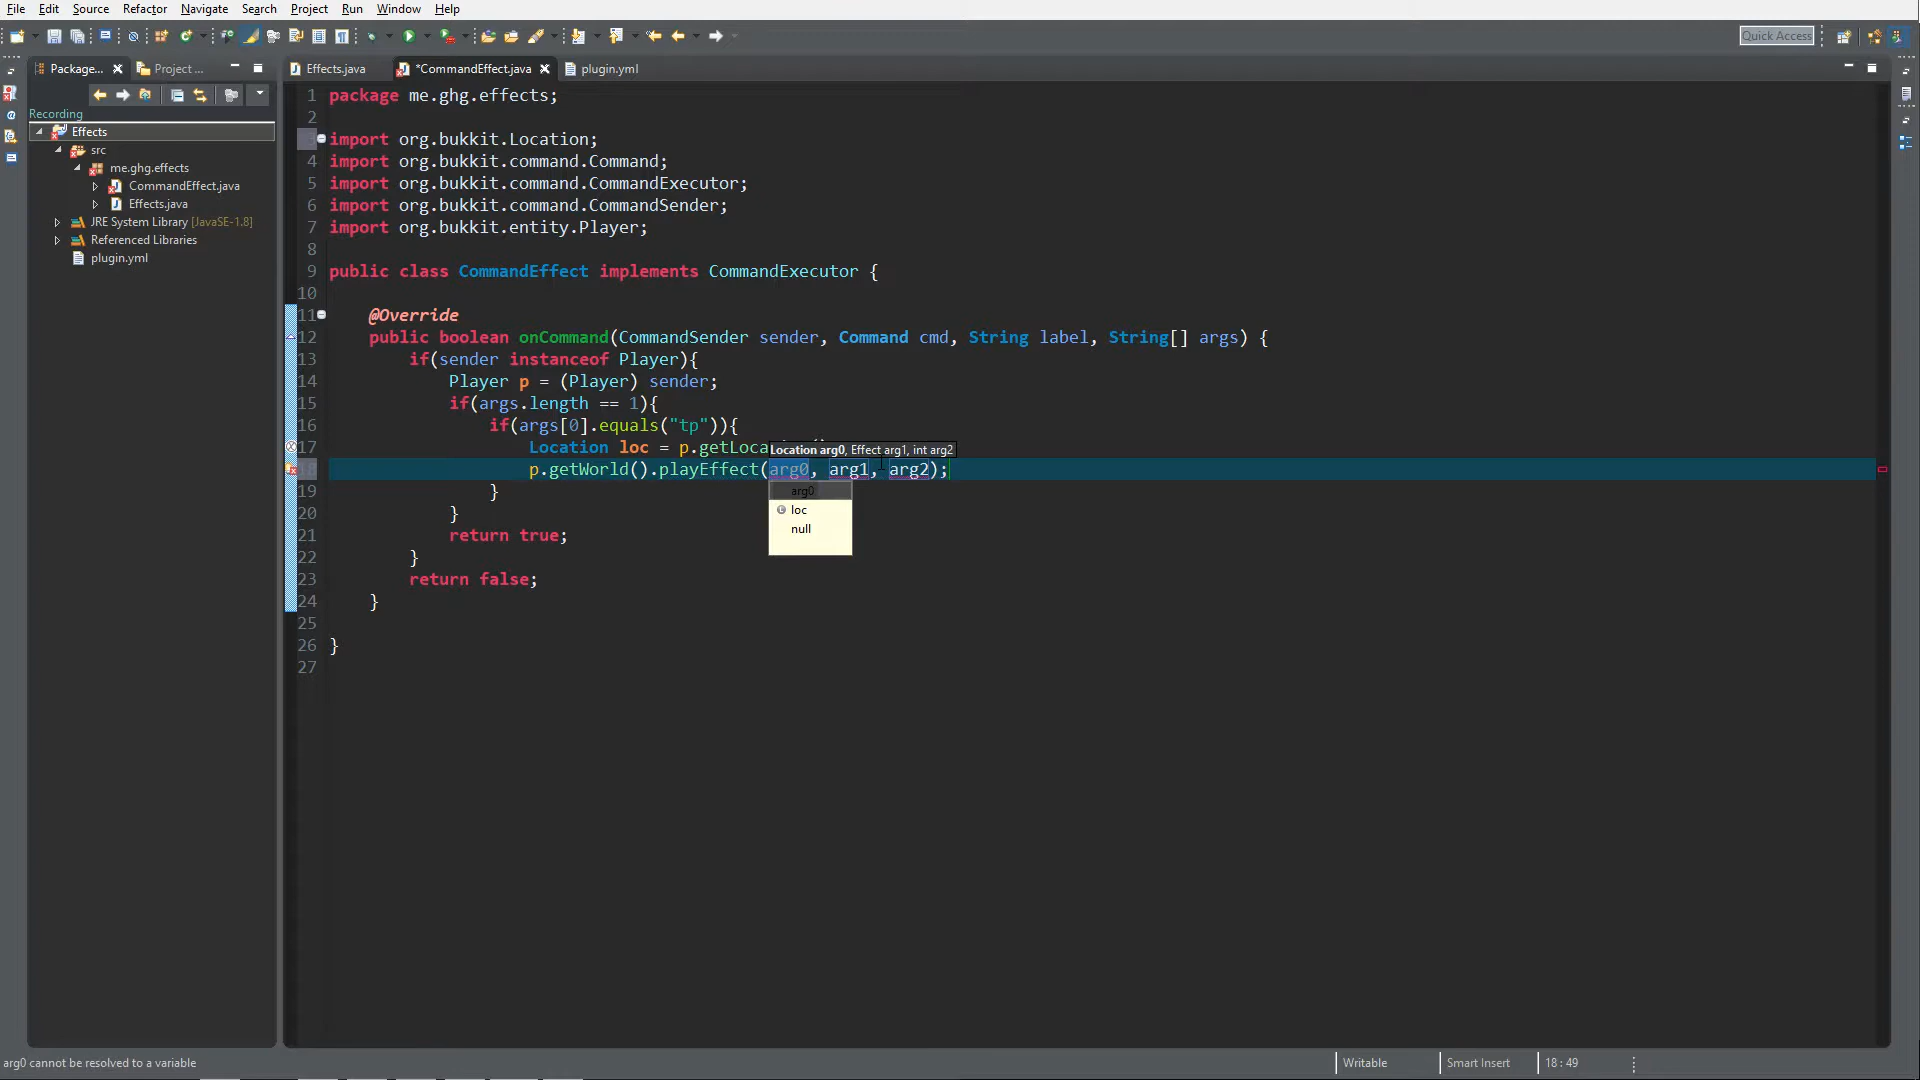 File Edit Source Refactor Navigate Search Project Run Window Help
Quick Access
Package... Project ...
Effects.java *CommandEffect.java plugin.yml
Recording
Effects
src
me.ghg.effects
CommandEffect.java
Effects.java
JRE System Library [JavaSE-1.8]
Referenced Libraries
plugin.yml
1 package me.ghg.effects;
2
3 import org.bukkit.Location;
4 import org.bukkit.command.Command;
5 import org.bukkit.command.CommandExecutor;
6 import org.bukkit.command.CommandSender;
7 import org.bukkit.entity.Player;
8
9 public class CommandEffect implements CommandExecutor {
10
11 @Override
12 public boolean onCommand(CommandSender sender, Command cmd, String label, String[] args) {
13 if(sender instanceof Player){
14 Player p = (Player) sender;
15 if(args.length == 1){
16 if(args[0].equals("tp")){
17 Location loc = p.getLoca
Location arg0, Effect arg1, int arg2
18 p.getWorld().playEffect(arg0, arg1, arg2);
arg0
loc
null
19 }
20 }
21 return true;
22 }
23 return false;
24 }
25
26 }
27
arg0 cannot be resolved to a variable
Writable Smart Insert 18 : 49